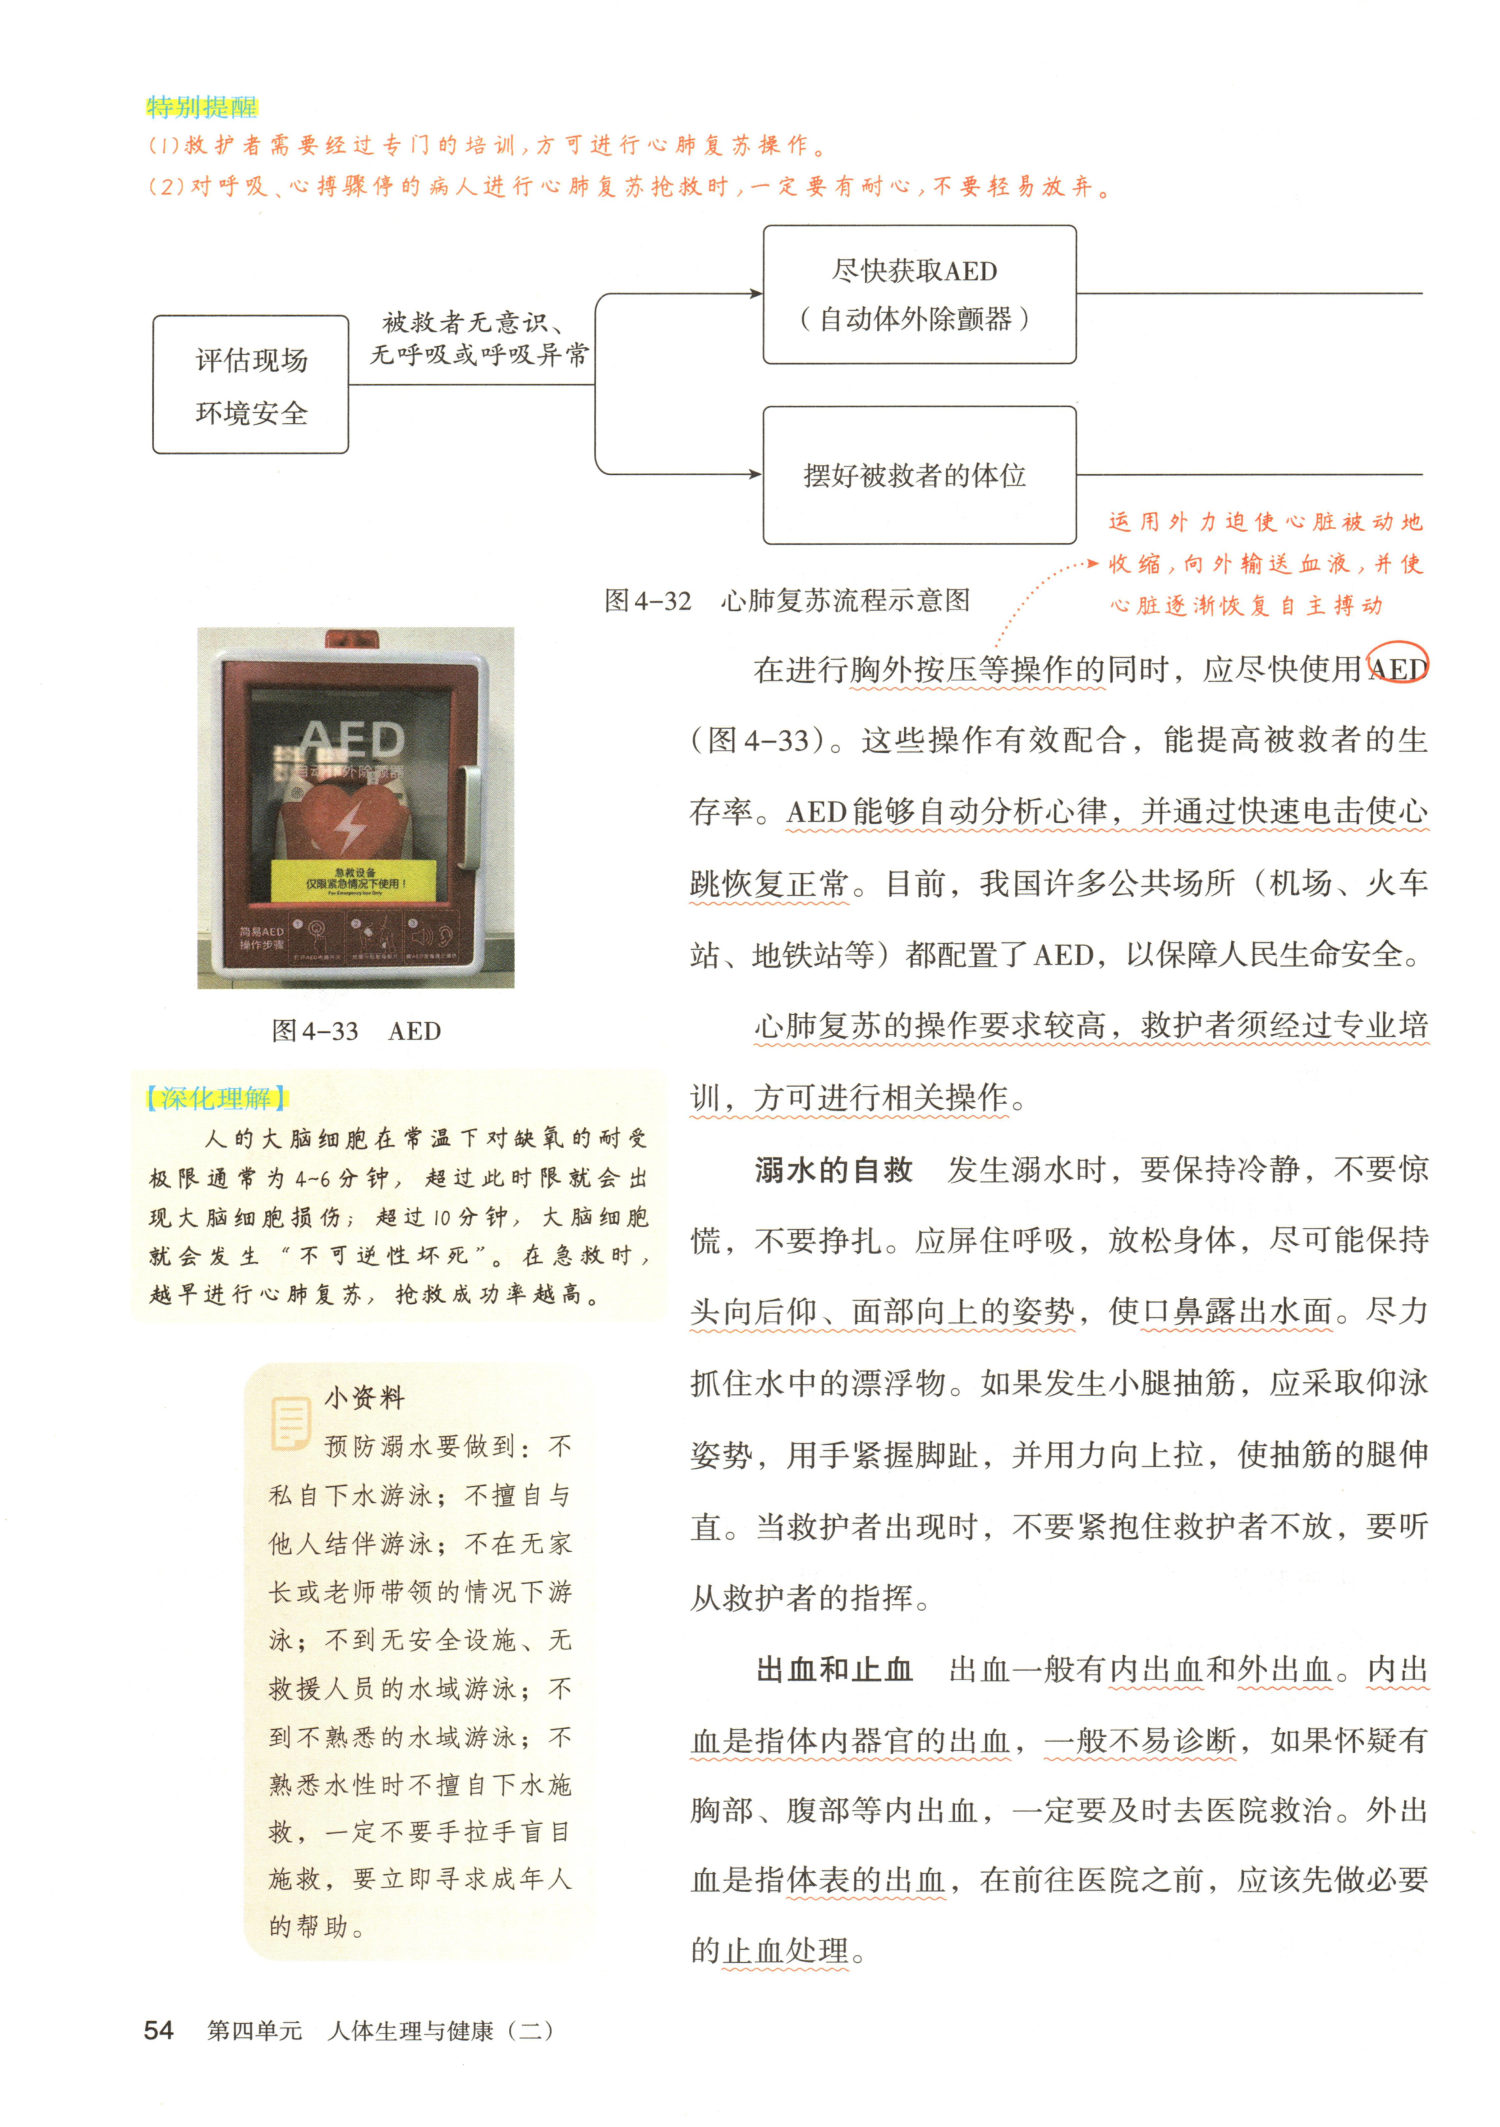 特别提醒
(1)救护者需要经过专门的培训,方可进行心肺复苏操作。
(2)对呼吸、心搏骤停的病人进行心肺复苏抢救时,一定要有耐心,不要轻易放弃。
评估现场
环境安全
被救者无意识、
无呼吸或呼吸异常
尽快获取AED
（自动体外除颤器）
摆好被救者的体位
运用外力迫使心脏被动地
收缩,向外输送血液,并使
心脏逐渐恢复自主搏动
图4-32 心肺复苏流程示意图
AED
自动体外除颤器
急救设备
仅限紧急情况下使用！
For Emergency Use Only
简易AED
操作步骤
1
2
3
图4-33 AED
【深化理解】
人的大脑细胞在常温下对缺氧的耐受
极限通常为4~6分钟，超过此时限就会出
现大脑细胞损伤；超过10分钟，大脑细胞
就会发生“不可逆性坏死”。在急救时，
越早进行心肺复苏，抢救成功率越高。
小资料
预防溺水要做到：不
私自下水游泳；不擅自与
他人结伴游泳；不在无家
长或老师带领的情况下游
泳；不到无安全设施、无
救援人员的水域游泳；不
到不熟悉的水域游泳；不
熟悉水性时不擅自下水施
救，一定不要手拉手盲目
施救，要立即寻求成年人
的帮助。
在进行胸外按压等操作的同时，应尽快使用AED
（图4-33）。这些操作有效配合，能提高被救者的生
存率。AED能够自动分析心律，并通过快速电击使心
跳恢复正常。目前，我国许多公共场所（机场、火车
站、地铁站等）都配置了AED，以保障人民生命安全。
心肺复苏的操作要求较高，救护者须经过专业培
训，方可进行相关操作。
溺水的自救 发生溺水时，要保持冷静，不要惊
慌，不要挣扎。应屏住呼吸，放松身体，尽可能保持
头向后仰、面部向上的姿势，使口鼻露出水面。尽力
抓住水中的漂浮物。如果发生小腿抽筋，应采取仰泳
姿势，用手紧握脚趾，并用力向上拉，使抽筋的腿伸
直。当救护者出现时，不要紧抱住救护者不放，要听
从救护者的指挥。
出血和止血 出血一般有内出血和外出血。内出
血是指体内器官的出血，一般不易诊断，如果怀疑有
胸部、腹部等内出血，一定要及时去医院救治。外出
血是指体表的出血，在前往医院之前，应该先做必要
的止血处理。
54 第四单元 人体生理与健康（二）